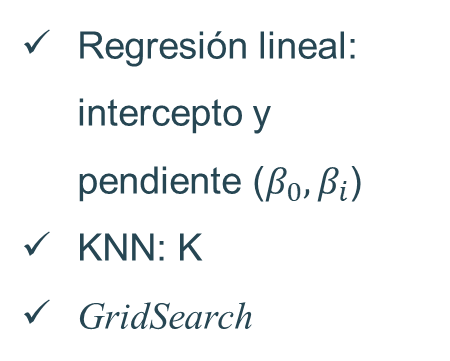 ✓ Regresión lineal:
intercepto y
pendiente (𝛽₀, 𝛽ᵢ)
✓ KNN: K
✓ GridSearch